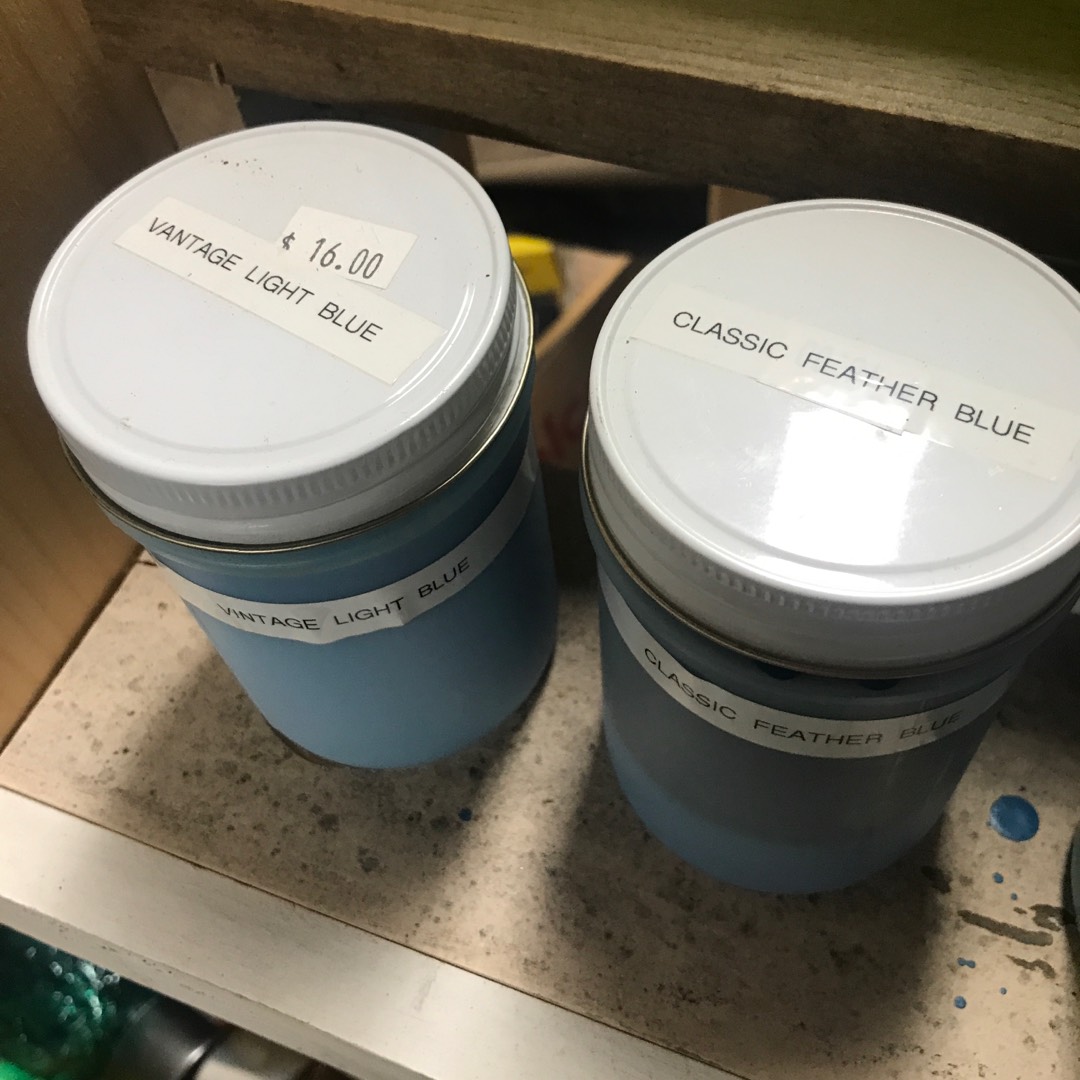 $ 16.00
VANTAGE LIGHT BLUE
VINTAGE LIGHT BLUE
CLASSIC FEATHER BLUE
CLASSIC FEATHER BLUE